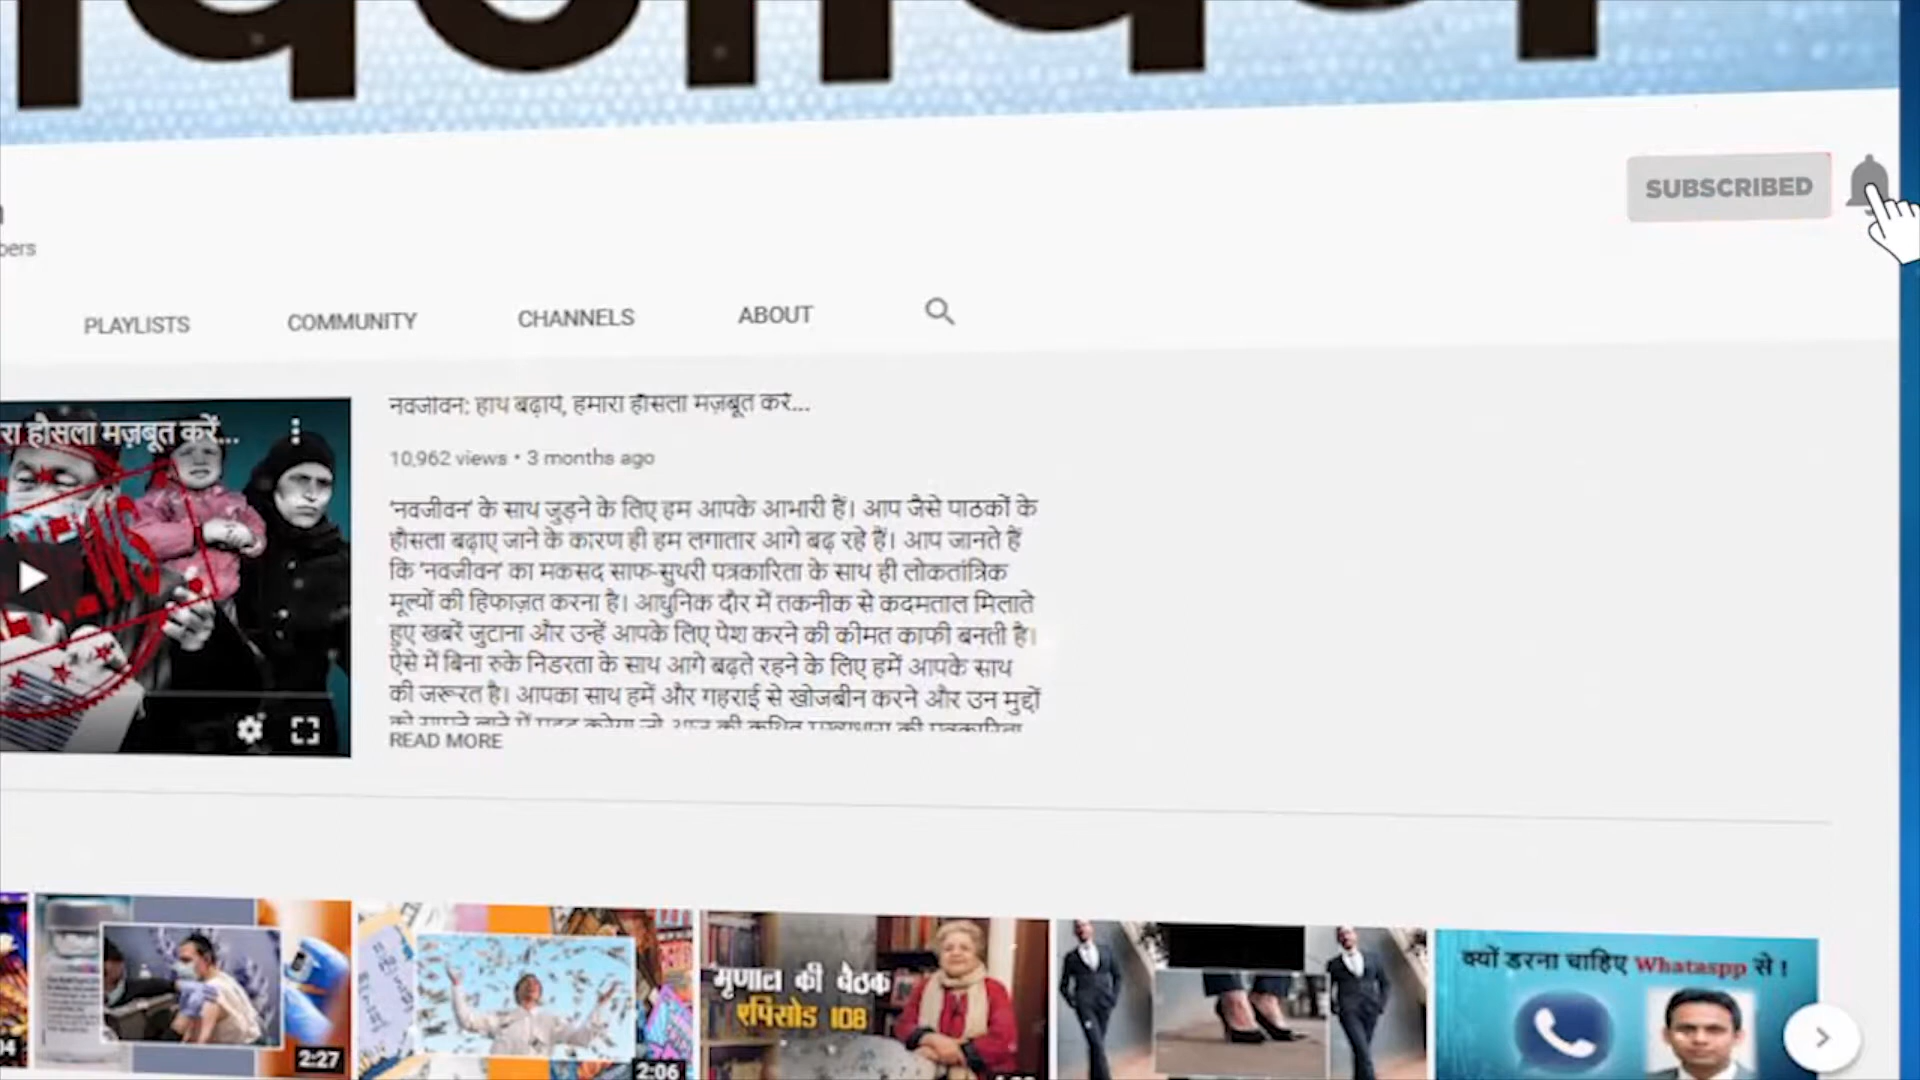 SUBSCRIBED
PLAYLISTS COMMUNITY CHANNELS ABOUT
रा हौसला मज़बूत करें...
नवजीवन: हाथ बढ़ायें, हमारा हौसला मज़बूत करें...
10,962 views • 3 months ago
'नवजीवन' के साथ जुड़ने के लिए हम आपके आभारी हैं। आप जैसे पाठकों के
हौसला बढ़ाए जाने के कारण ही हम लगातार आगे बढ़ रहे हैं। आप जानते हैं
कि 'नवजीवन' का मकसद साफ-सुथरी पत्रकारिता के साथ ही लोकतांत्रिक
मूल्यों की हिफाज़त करना है। आधुनिक दौर में तकनीक से कदमताल मिलाते
हुए खबरें जुटाना और उन्हें आपके लिए पेश करने की कीमत काफी बनती है।
ऐसे में बिना रुके निडरता के साथ आगे बढ़ते रहने के लिए हमें आपके साथ
की जरूरत है। आपका साथ हमें और गहराई से खोजबीन करने और उन मुद्दों
READ MORE
मृणाल की बैठक
एपिसोड 108
क्यों डरना चाहिए Whataspp से !
2:27
2:06